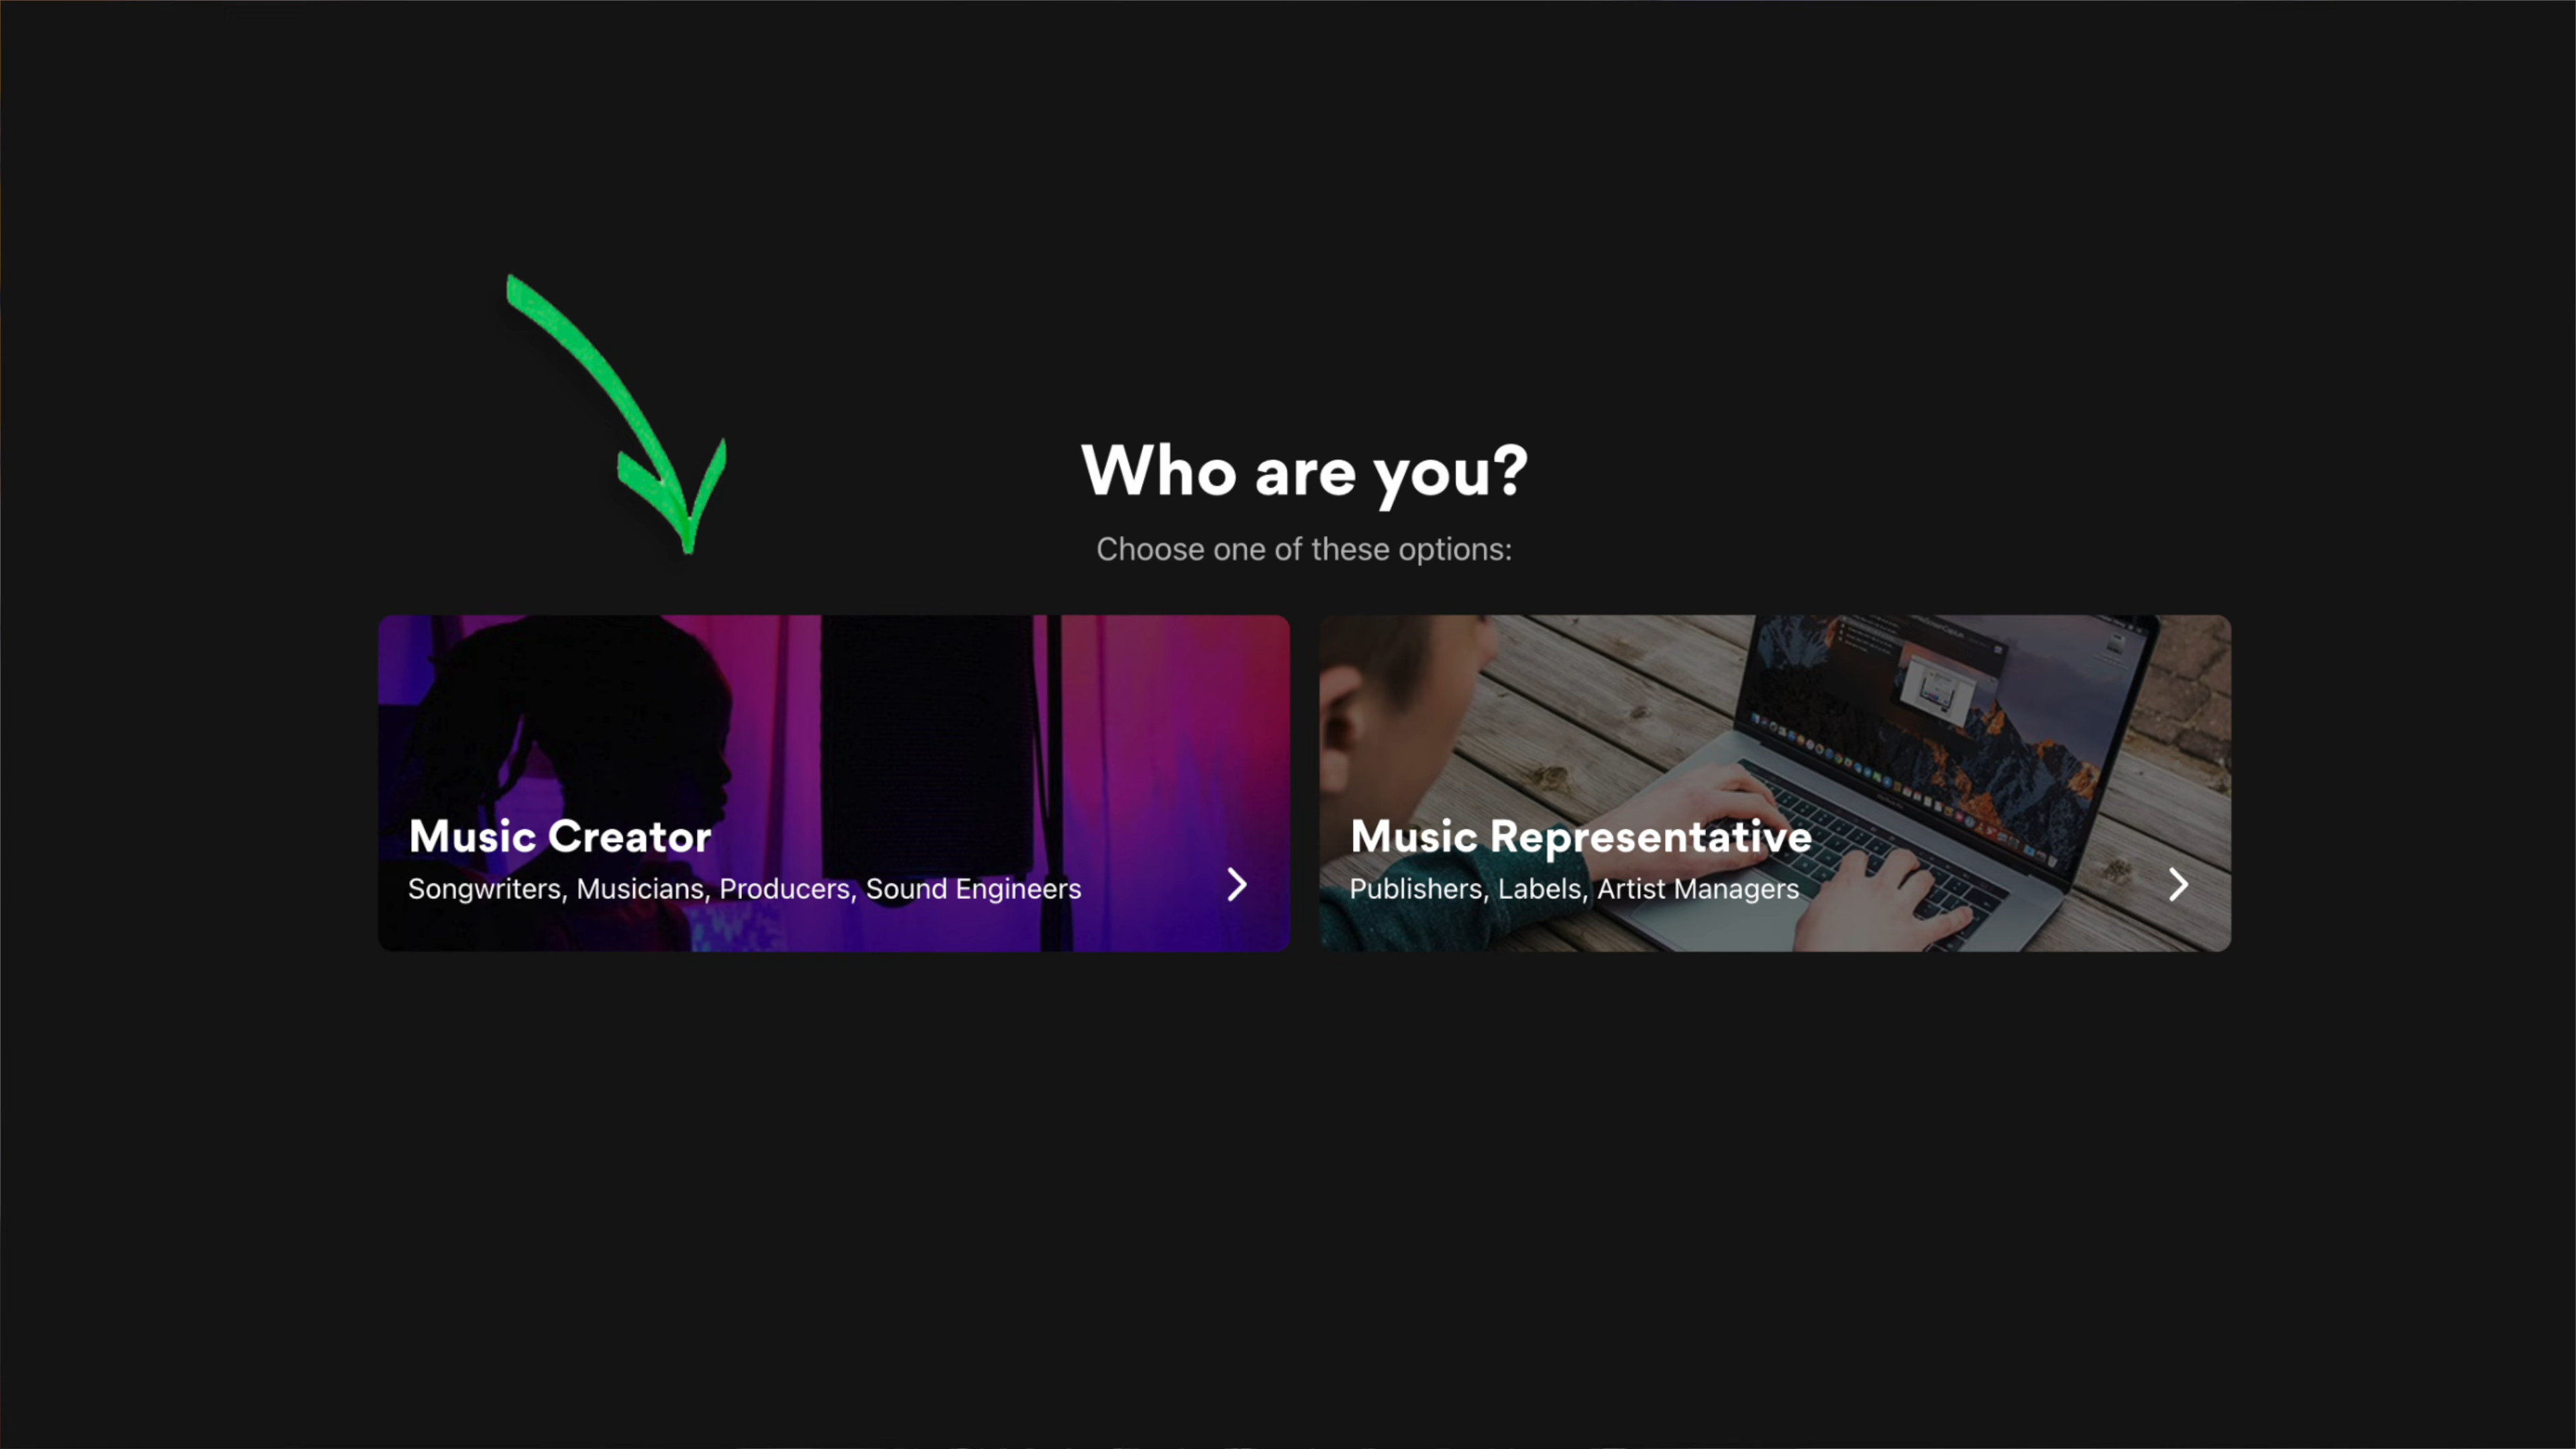 Who are you?
Choose one of these options:
Music Creator
Songwriters, Musicians, Producers, Sound Engineers
Music Representative
Publishers, Labels, Artist Managers